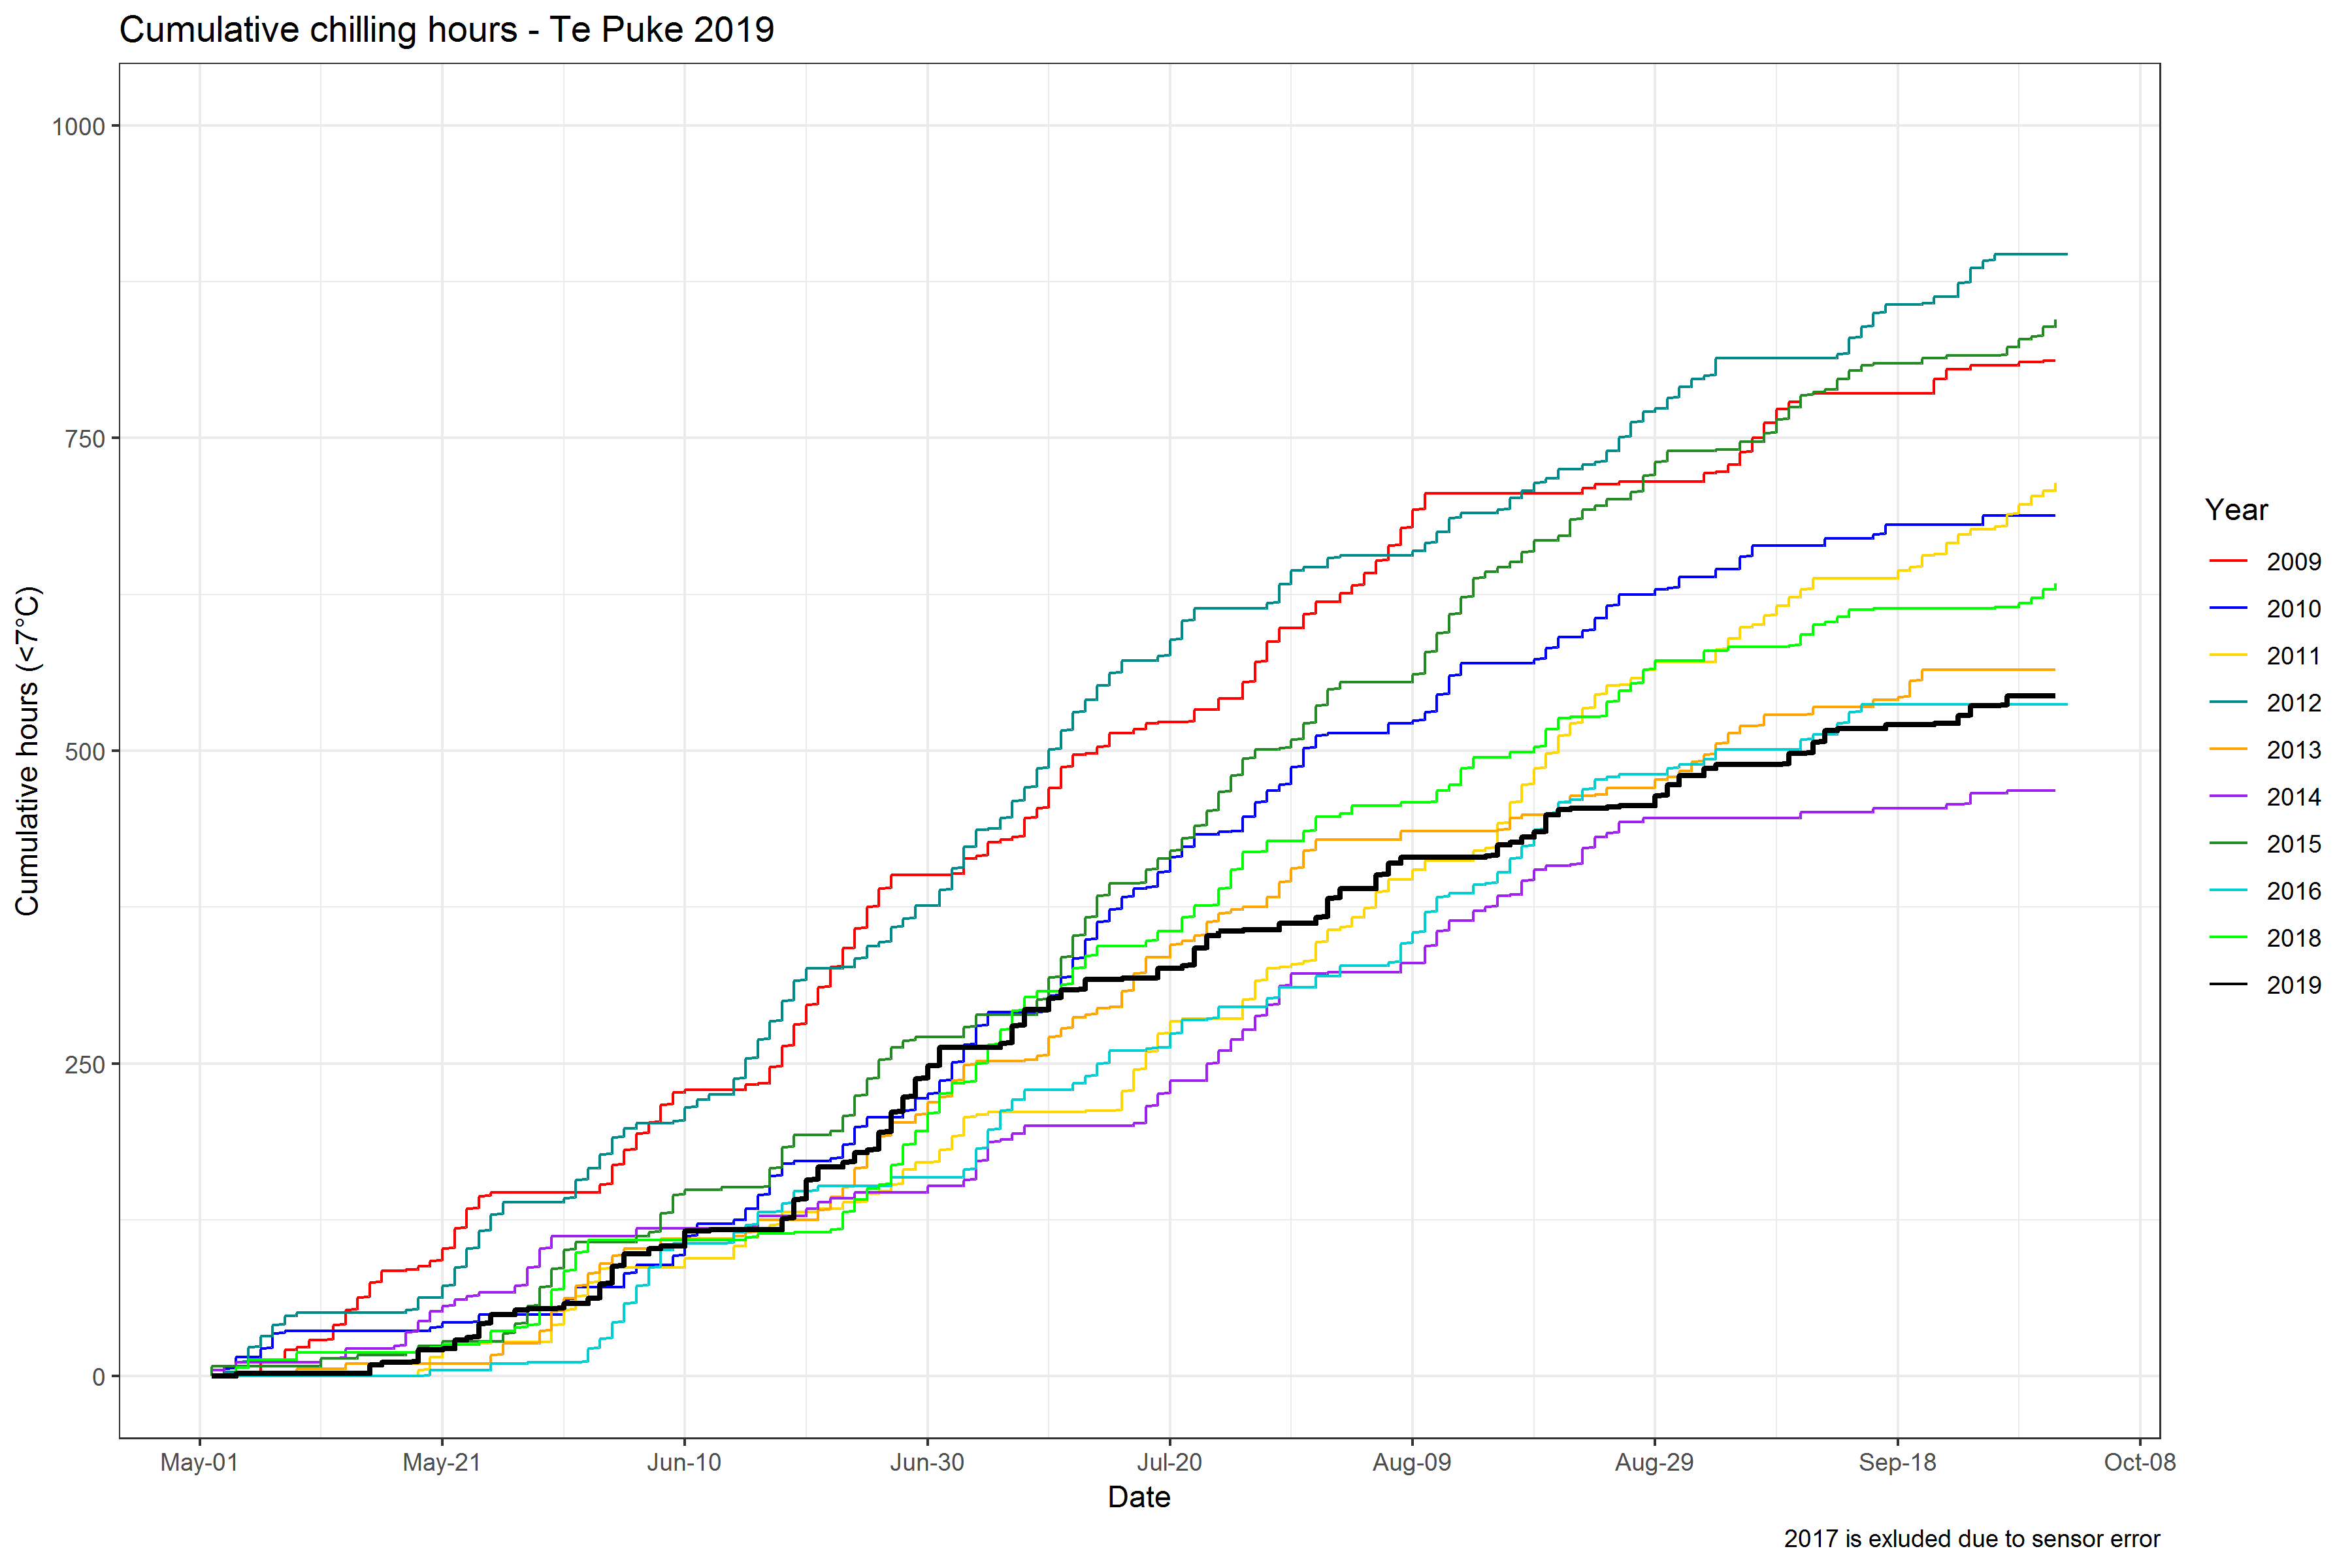 Cumulative chilling hours - Te Puke 2019
1000
750
500
250
0
Cumulative hours (<7°C)
May-01
May-21
Jun-10
Jun-30
Jul-20
Aug-09
Aug-29
Sep-18
Oct-08
Date
Year
2009
2010
2011
2012
2013
2014
2015
2016
2018
2019
2017 is exluded due to sensor error